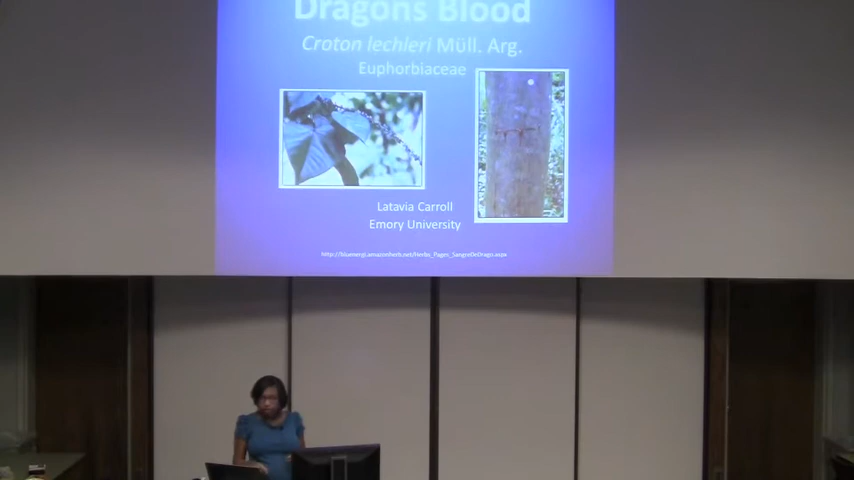 Dragons Blood
Croton lechleri Müll. Arg.
Euphorbiaceae
Latavia Carroll
Emory University